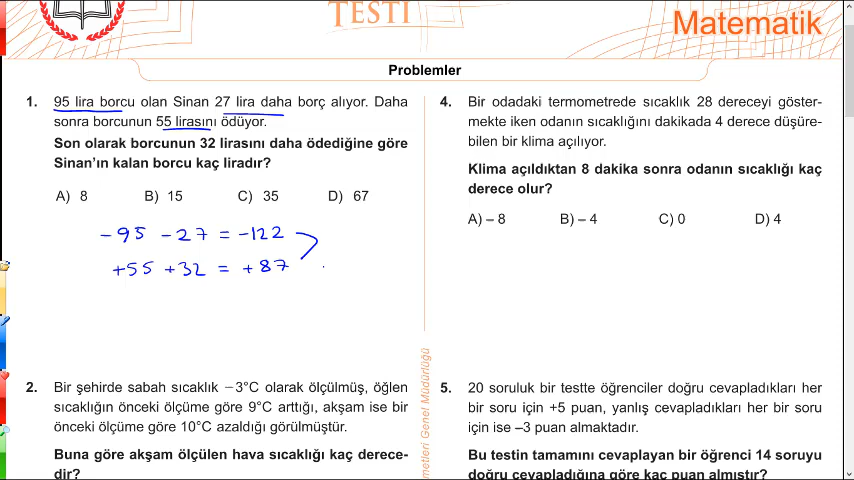 TESTİ
Matematik
Problemler
1. 95 lira borcu olan Sinan 27 lira daha borç alıyor. Daha
sonra borcunun 55 lirasını ödüyor.
Son olarak borcunun 32 lirasını daha ödediğine göre
Sinan'ın kalan borcu kaç liradır?
A) 8 B) 15 C) 35 D) 67
-95 -27 = -122
+55 +32 = +87
2. Bir şehirde sabah sıcaklık −3°C olarak ölçülmüş, öğlen
sıcaklığın önceki ölçüme göre 9°C arttığı, akşam ise bir
önceki ölçüme göre 10°C azaldığı görülmüştür.
Buna göre akşam ölçülen hava sıcaklığı kaç derece-
dir?
4. Bir odadaki termometrede sıcaklık 28 dereceyi göster-
mekte iken odanın sıcaklığını dakikada 4 derece düşüre-
bilen bir klima açılıyor.
Klima açıldıktan 8 dakika sonra odanın sıcaklığı kaç
derece olur?
A) – 8 B) – 4 C) 0 D) 4
5. 20 soruluk bir testte öğrenciler doğru cevapladıkları her
bir soru için +5 puan, yanlış cevapladıkları her bir soru
için ise –3 puan almaktadır.
Bu testin tamamını cevaplayan bir öğrenci 14 soruyu
doğru cevapladığına göre kaç puan almıştır?
metleri Genel Müdürlüğü